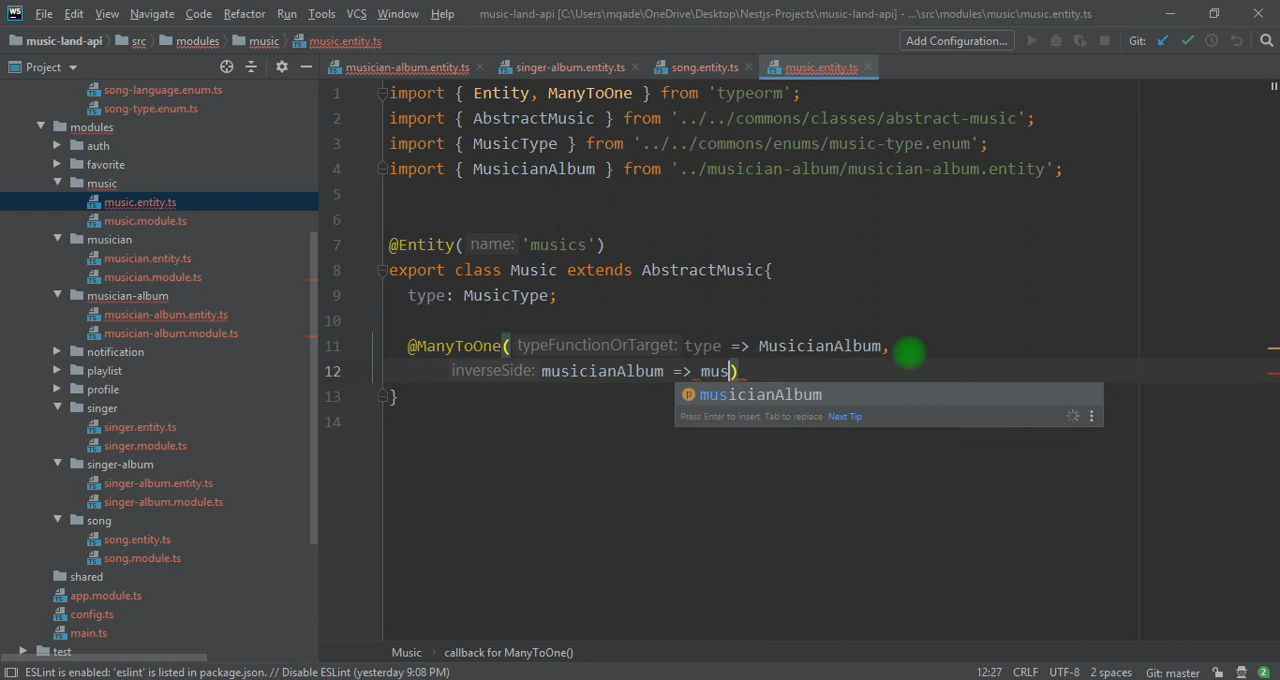 WS File Edit View Navigate Code Refactor Run Tools VCS Window Help music-land-api [C:\Users\mqade\OneDrive\Desktop\Nestjs-Projects\music-land-api] - ...\src\modules\music\music.entity.ts
music-land-api src modules music music.entity.ts Add Configuration... Git:
Project musician-album.entity.ts singer-album.entity.ts song.entity.ts music.entity.ts
song-language.enum.ts
song-type.enum.ts
modules
auth
favorite
music
music.entity.ts
music.module.ts
musician
musician.entity.ts
musician.module.ts
musician-album
musician-album.entity.ts
musician-album.module.ts
notification
playlist
profile
singer
singer.entity.ts
singer.module.ts
singer-album
singer-album.entity.ts
singer-album.module.ts
song
song.entity.ts
song.module.ts
shared
app.module.ts
config.ts
main.ts
test
1 import { Entity, ManyToOne } from 'typeorm';
2 import { AbstractMusic } from '../../commons/classes/abstract-music';
3 import { MusicType } from '../../commons/enums/music-type.enum';
4 import { MusicianAlbum } from '../musician-album/musician-album.entity';
5
6
7 @Entity( name: 'musics')
8 export class Music extends AbstractMusic{
9 type: MusicType;
10
11 @ManyToOne( typeFunctionOrTarget: type => MusicianAlbum,
12 inverseSide: musicianAlbum => mus)
13 }
14
p musicianAlbum
Press Enter to insert, Tab to replace Next Tip
Music callback for ManyToOne()
ESLint is enabled: 'eslint' is listed in package.json. // Disable ESLint (yesterday 9:08 PM) 12:27 CRLF UTF-8 2 spaces Git: master 2